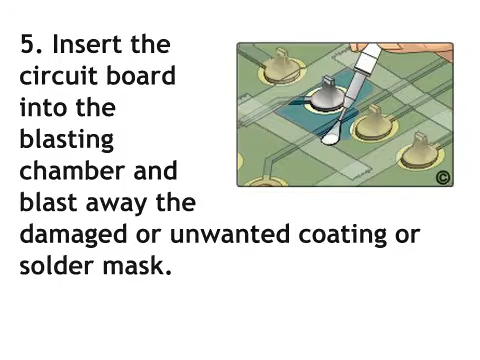 5. Insert the
circuit board
into the
blasting
chamber and
blast away the
damaged or unwanted coating or
solder mask.
©